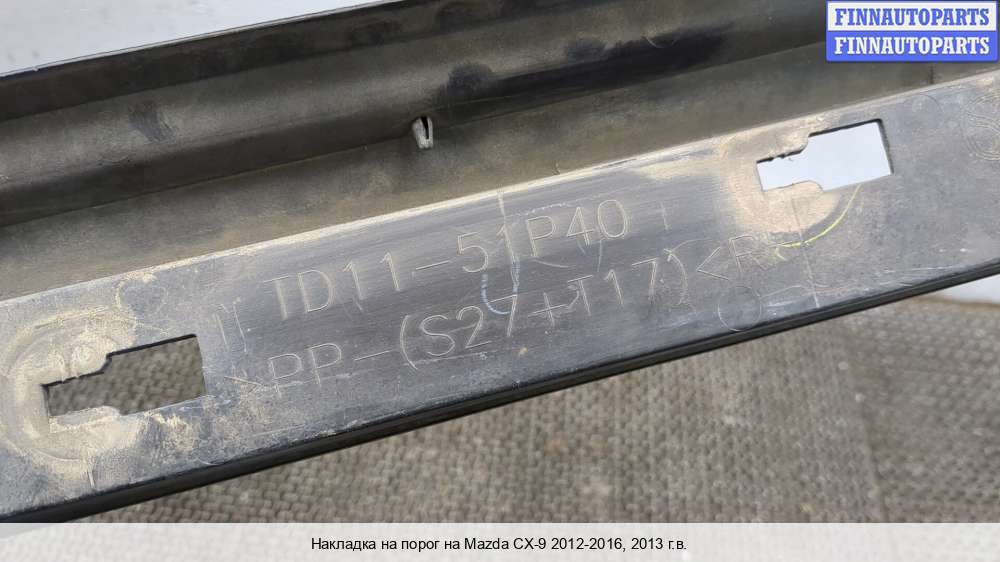 FINNAUTOPARTS
FINNAUTOPARTS
TD11-51P40
>PP-(S27+T17)< R
Накладка на порог на Mazda CX-9 2012-2016, 2013 г.в.